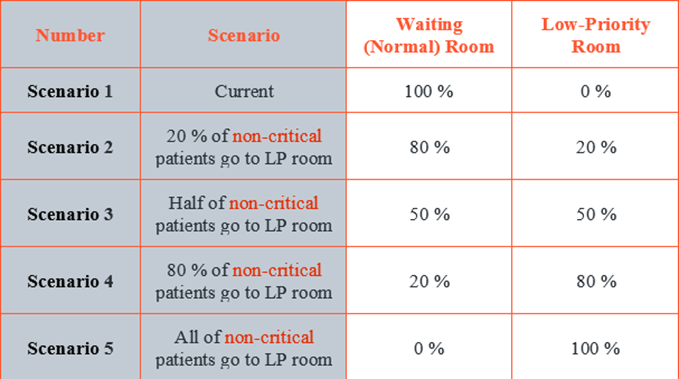 Number
Scenario
Waiting
(Normal) Room
Low-Priority
Room
Scenario 1
Current
100 %
0 %
Scenario 2
20 % of non-critical
patients go to LP room
80 %
20 %
Scenario 3
Half of non-critical
patients go to LP room
50 %
50 %
Scenario 4
80 % of non-critical
patients go to LP room
20 %
80 %
Scenario 5
All of non-critical
patients go to LP room
0 %
100 %